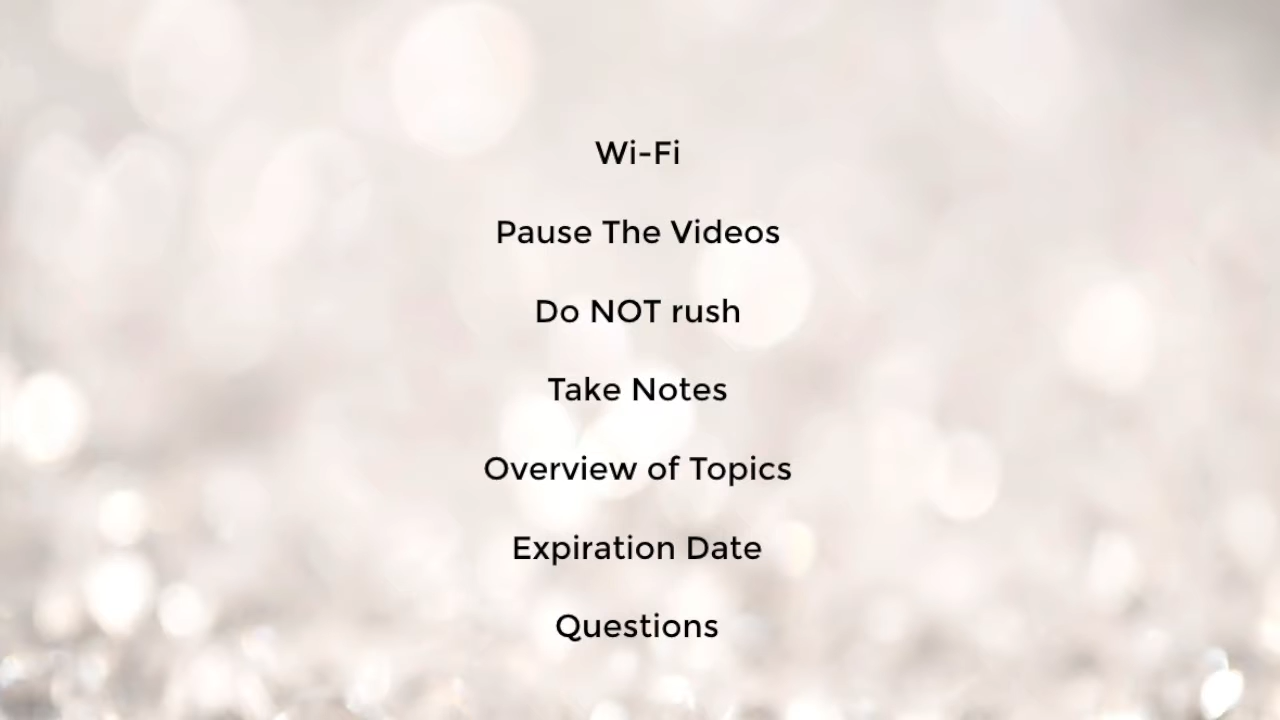 Wi-Fi
Pause The Videos
Do NOT rush
Take Notes
Overview of Topics
Expiration Date
Questions